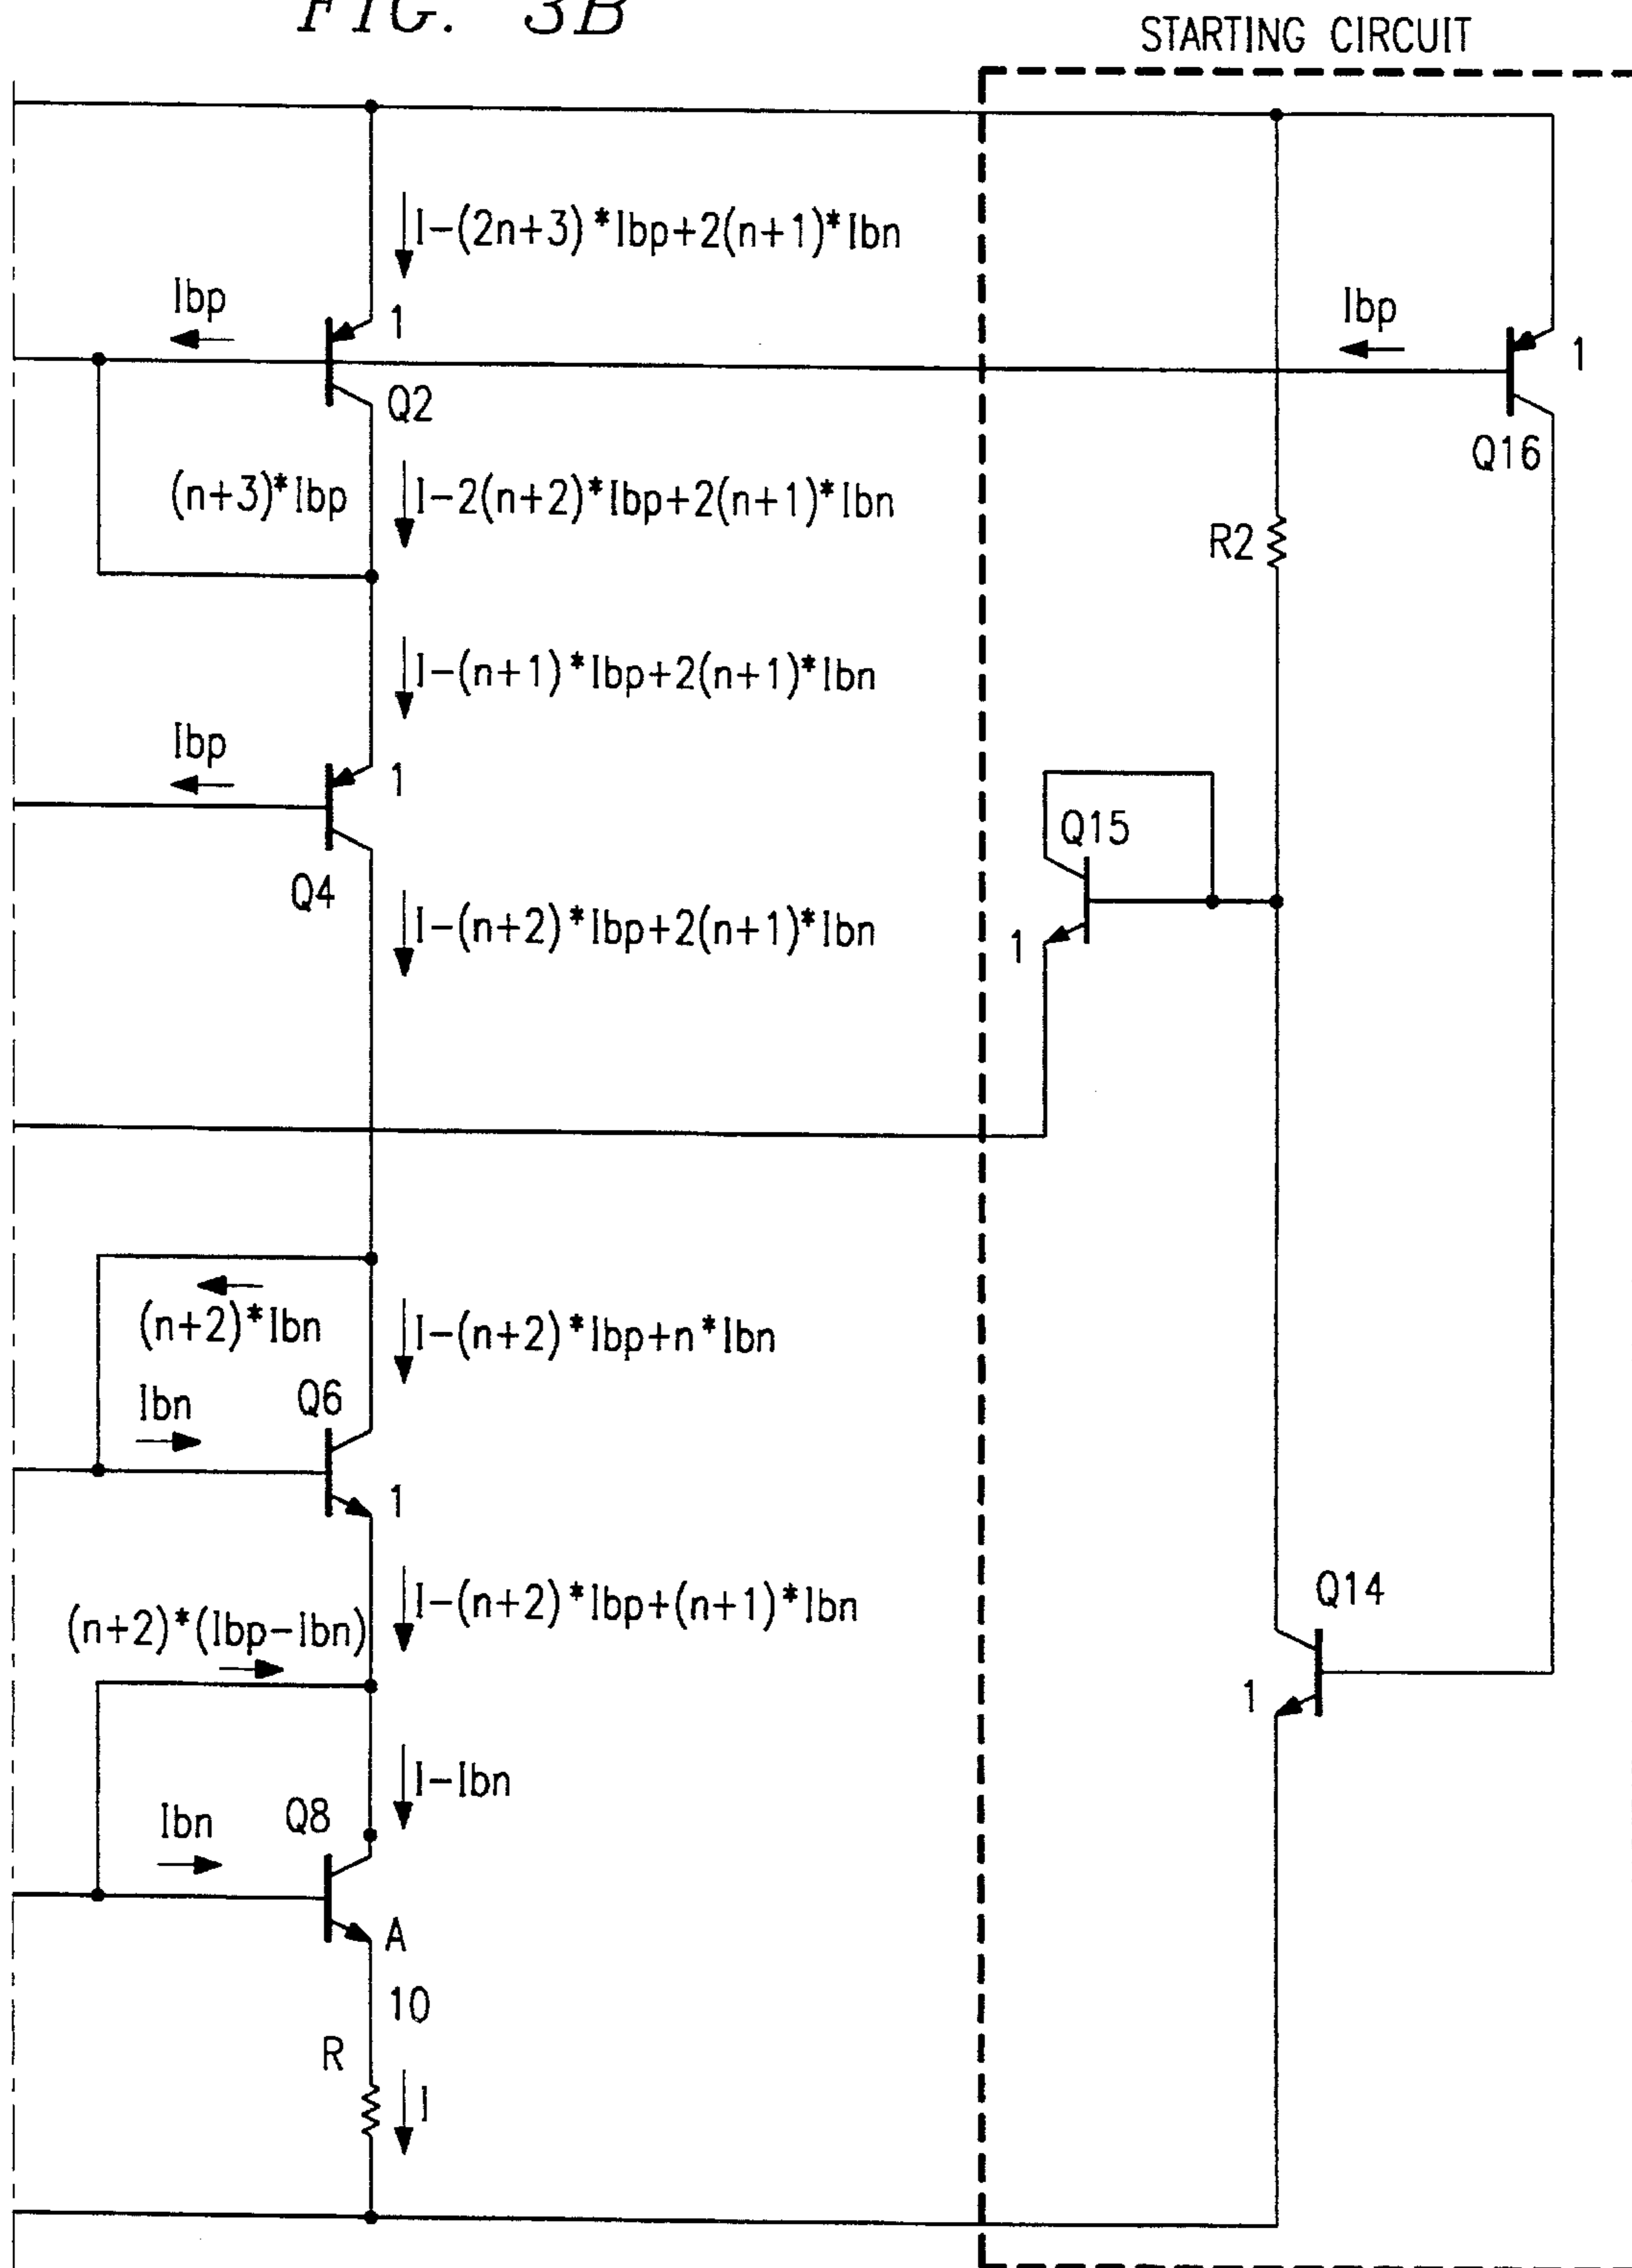 FIG. 3B
STARTING CIRCUIT
I-(2n+3)*Ibp+2(n+1)*Ibn
Ibp
1
Q2
Ibp
1
Q16
(n+3)*Ibp
I-2(n+2)*Ibp+2(n+1)*Ibn
R2
I-(n+1)*Ibp+2(n+1)*Ibn
Ibp
1
Q4
Q15
1
I-(n+2)*Ibp+2(n+1)*Ibn
(n+2)*Ibn
I-(n+2)*Ibp+n*Ibn
Ibn
Q6
1
(n+2)*(Ibp-Ibn)
I-(n+2)*Ibp+(n+1)*Ibn
Q14
1
I-Ibn
Ibn
Q8
A
10
R
I